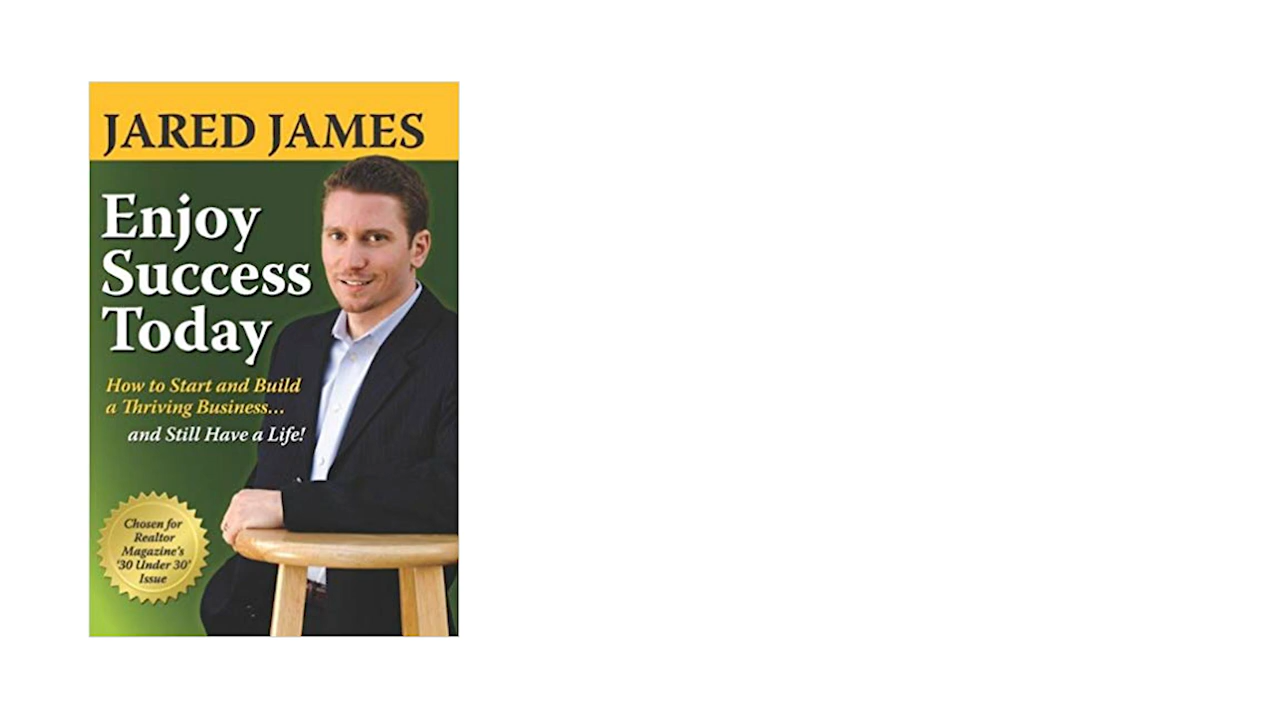 JARED JAMES
Enjoy
Success
Today
How to Start and Build
a Thriving Business...
and Still Have a Life!
Chosen for
Realtor
Magazine's
'30 Under 30'
Issue